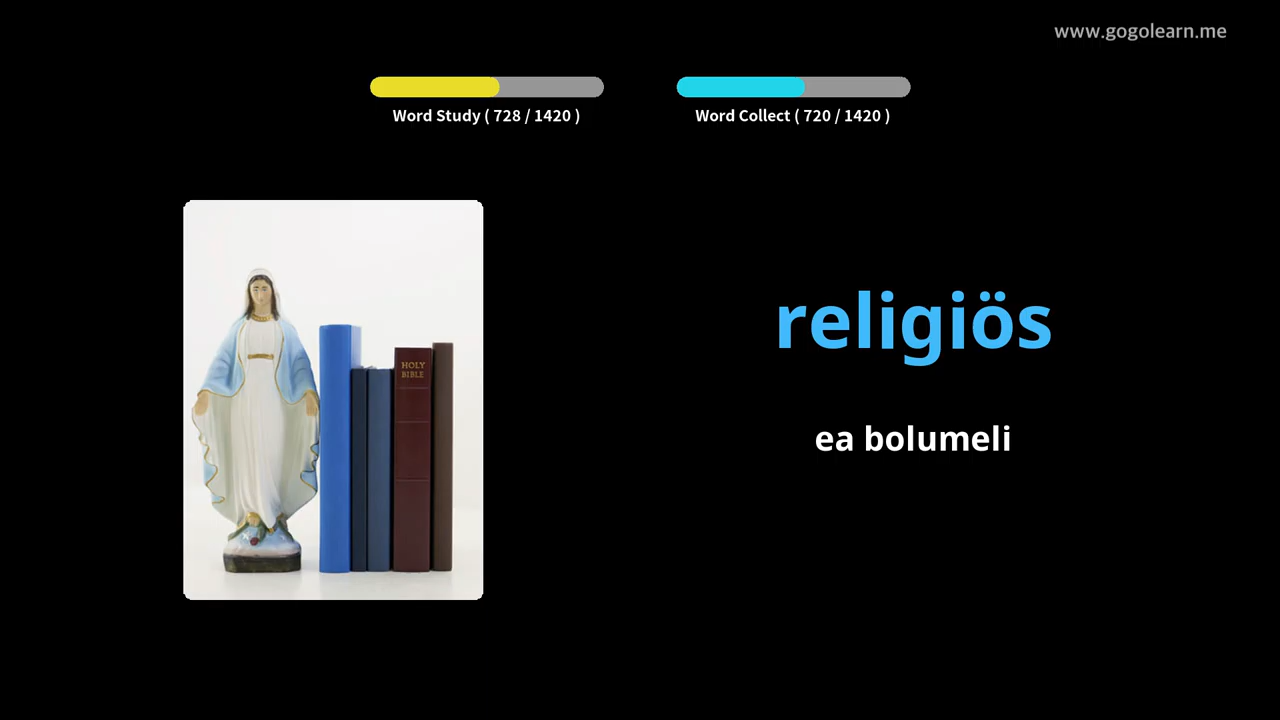 www.gogolearn.me
Word Study ( 728 / 1420 )
Word Collect ( 720 / 1420 )
HOLY
BIBLE
religiös
ea bolumeli